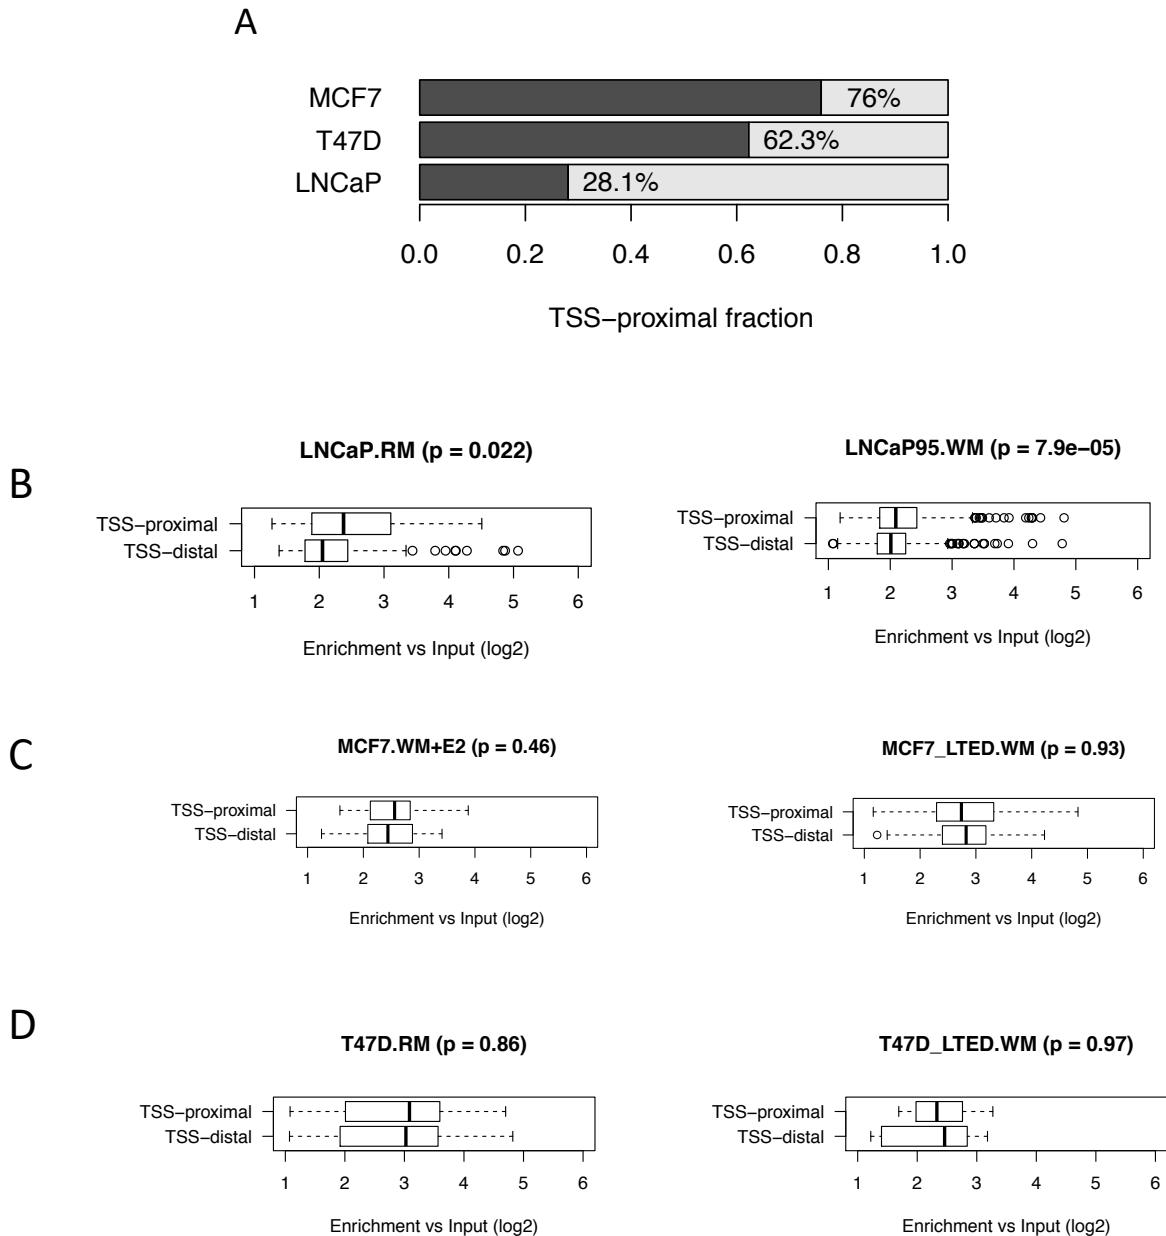 A
MCF7 76%
T47D 62.3%
LNCaP 28.1%
0.0 0.2 0.4 0.6 0.8 1.0
TSS−proximal fraction
B
LNCaP.RM (p = 0.022)
TSS−proximal
TSS−distal
1 2 3 4 5 6
Enrichment vs Input (log2)
LNCaP95.WM (p = 7.9e−05)
TSS−proximal
TSS−distal
1 2 3 4 5 6
Enrichment vs Input (log2)
C
MCF7.WM+E2 (p = 0.46)
TSS−proximal
TSS−distal
1 2 3 4 5 6
Enrichment vs Input (log2)
MCF7_LTED.WM (p = 0.93)
TSS−proximal
TSS−distal
1 2 3 4 5 6
Enrichment vs Input (log2)
D
T47D.RM (p = 0.86)
TSS−proximal
TSS−distal
1 2 3 4 5 6
Enrichment vs Input (log2)
T47D_LTED.WM (p = 0.97)
TSS−proximal
TSS−distal
1 2 3 4 5 6
Enrichment vs Input (log2)